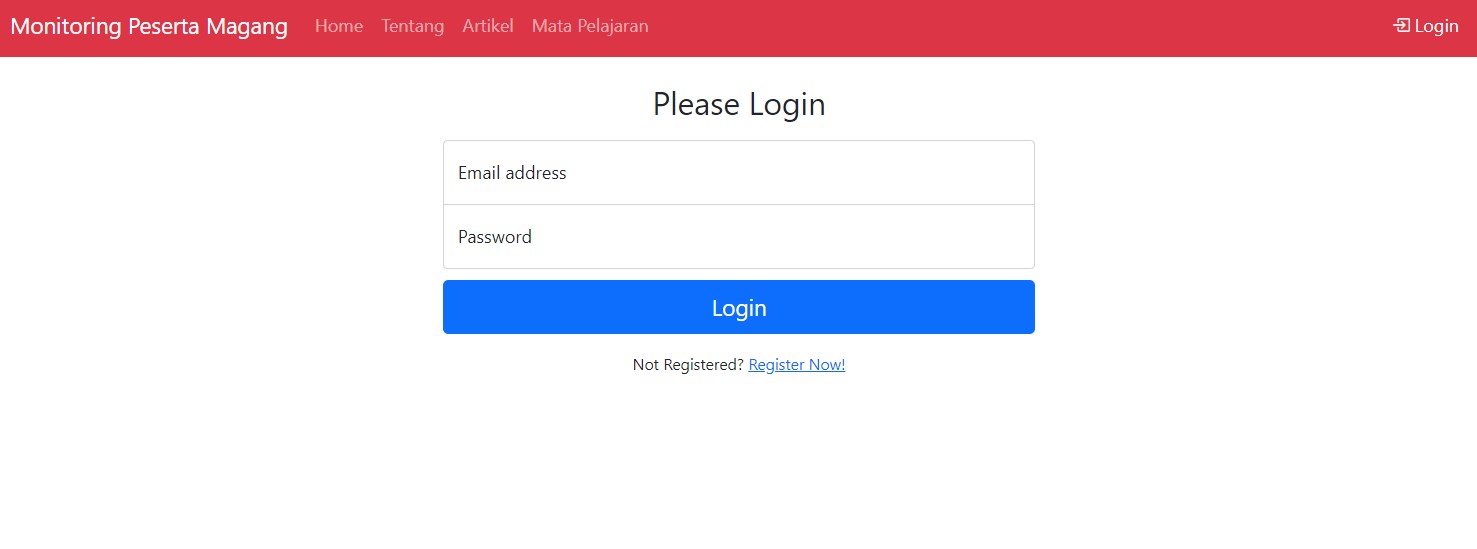 Monitoring Peserta Magang Home Tentang Artikel Mata Pelajaran Login
Please Login
Email address
Password
Login
Not Registered? Register Now!